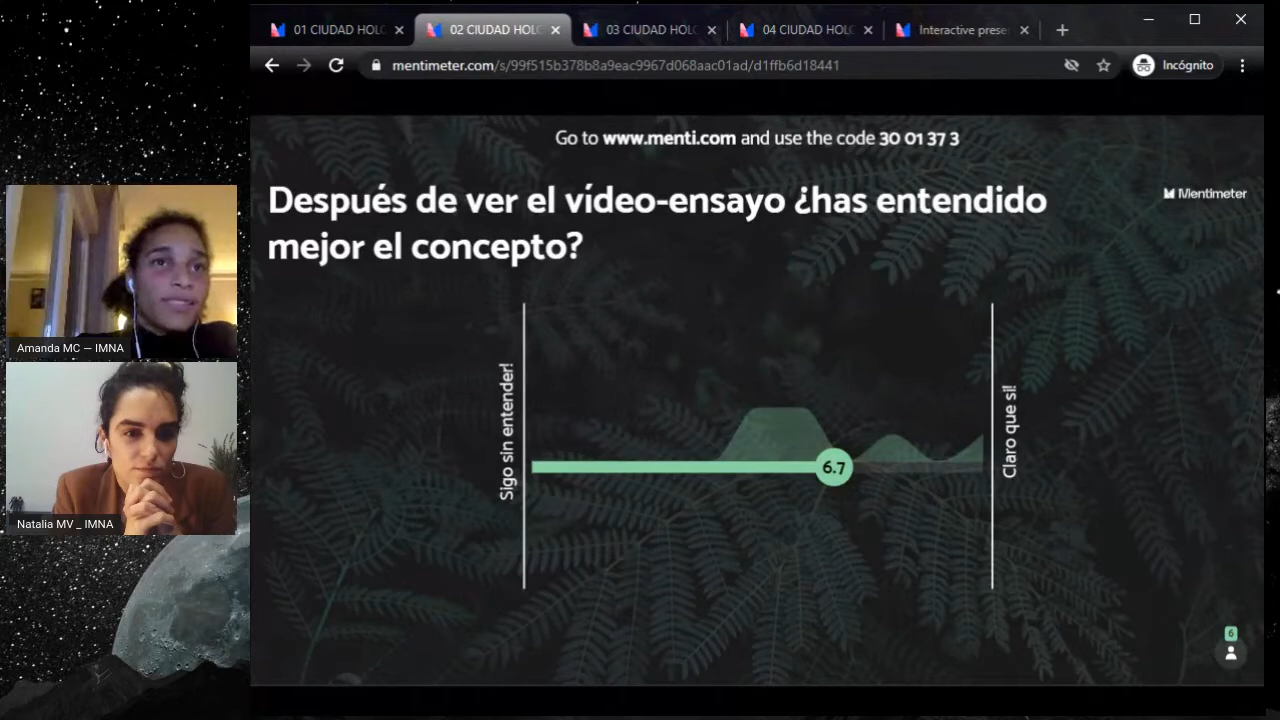 01 CIUDAD HOLO
02 CIUDAD HOLO
03 CIUDAD HOLO
04 CIUDAD HOLO
Interactive prese
mentimeter.com/s/99f515b378b8a9eac9967d068aac01ad/d1ffb6d18441
Incógnito
Go to www.menti.com and use the code 30 01 37 3
Mentimeter
Después de ver el vídeo-ensayo ¿has entendido
mejor el concepto?
Sigo sin entender!
6.7
Claro que si!
6
Amanda MC – IMNA
Natalia MV _ IMNA